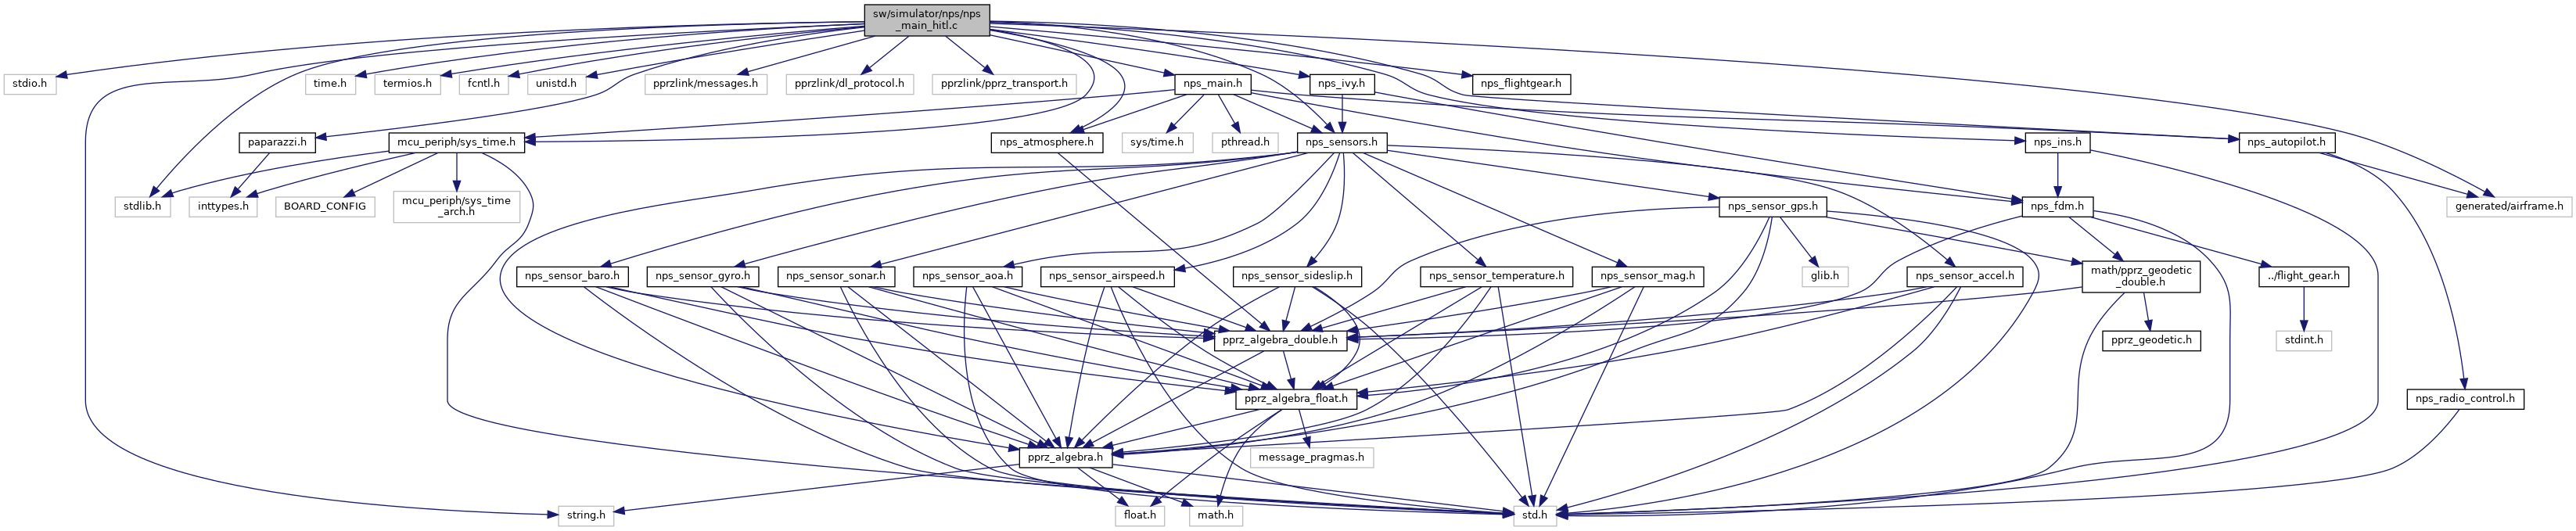 sw/simulator/nps/nps
_main_hitl.c
stdio.h
time.h
termios.h
fcntl.h
unistd.h
pprzlink/messages.h
pprzlink/dl_protocol.h
pprzlink/pprz_transport.h
nps_main.h
nps_ivy.h
nps_flightgear.h
paparazzi.h
mcu_periph/sys_time.h
nps_atmosphere.h
sys/time.h
pthread.h
nps_sensors.h
nps_ins.h
nps_autopilot.h
stdlib.h
inttypes.h
BOARD_CONFIG
mcu_periph/sys_time
_arch.h
nps_sensor_gps.h
nps_fdm.h
generated/airframe.h
nps_sensor_baro.h
nps_sensor_gyro.h
nps_sensor_sonar.h
nps_sensor_aoa.h
nps_sensor_airspeed.h
nps_sensor_sideslip.h
nps_sensor_temperature.h
nps_sensor_mag.h
glib.h
nps_sensor_accel.h
math/pprz_geodetic
_double.h
../flight_gear.h
pprz_algebra_double.h
pprz_geodetic.h
stdint.h
pprz_algebra_float.h
nps_radio_control.h
pprz_algebra.h
message_pragmas.h
string.h
float.h
math.h
std.h